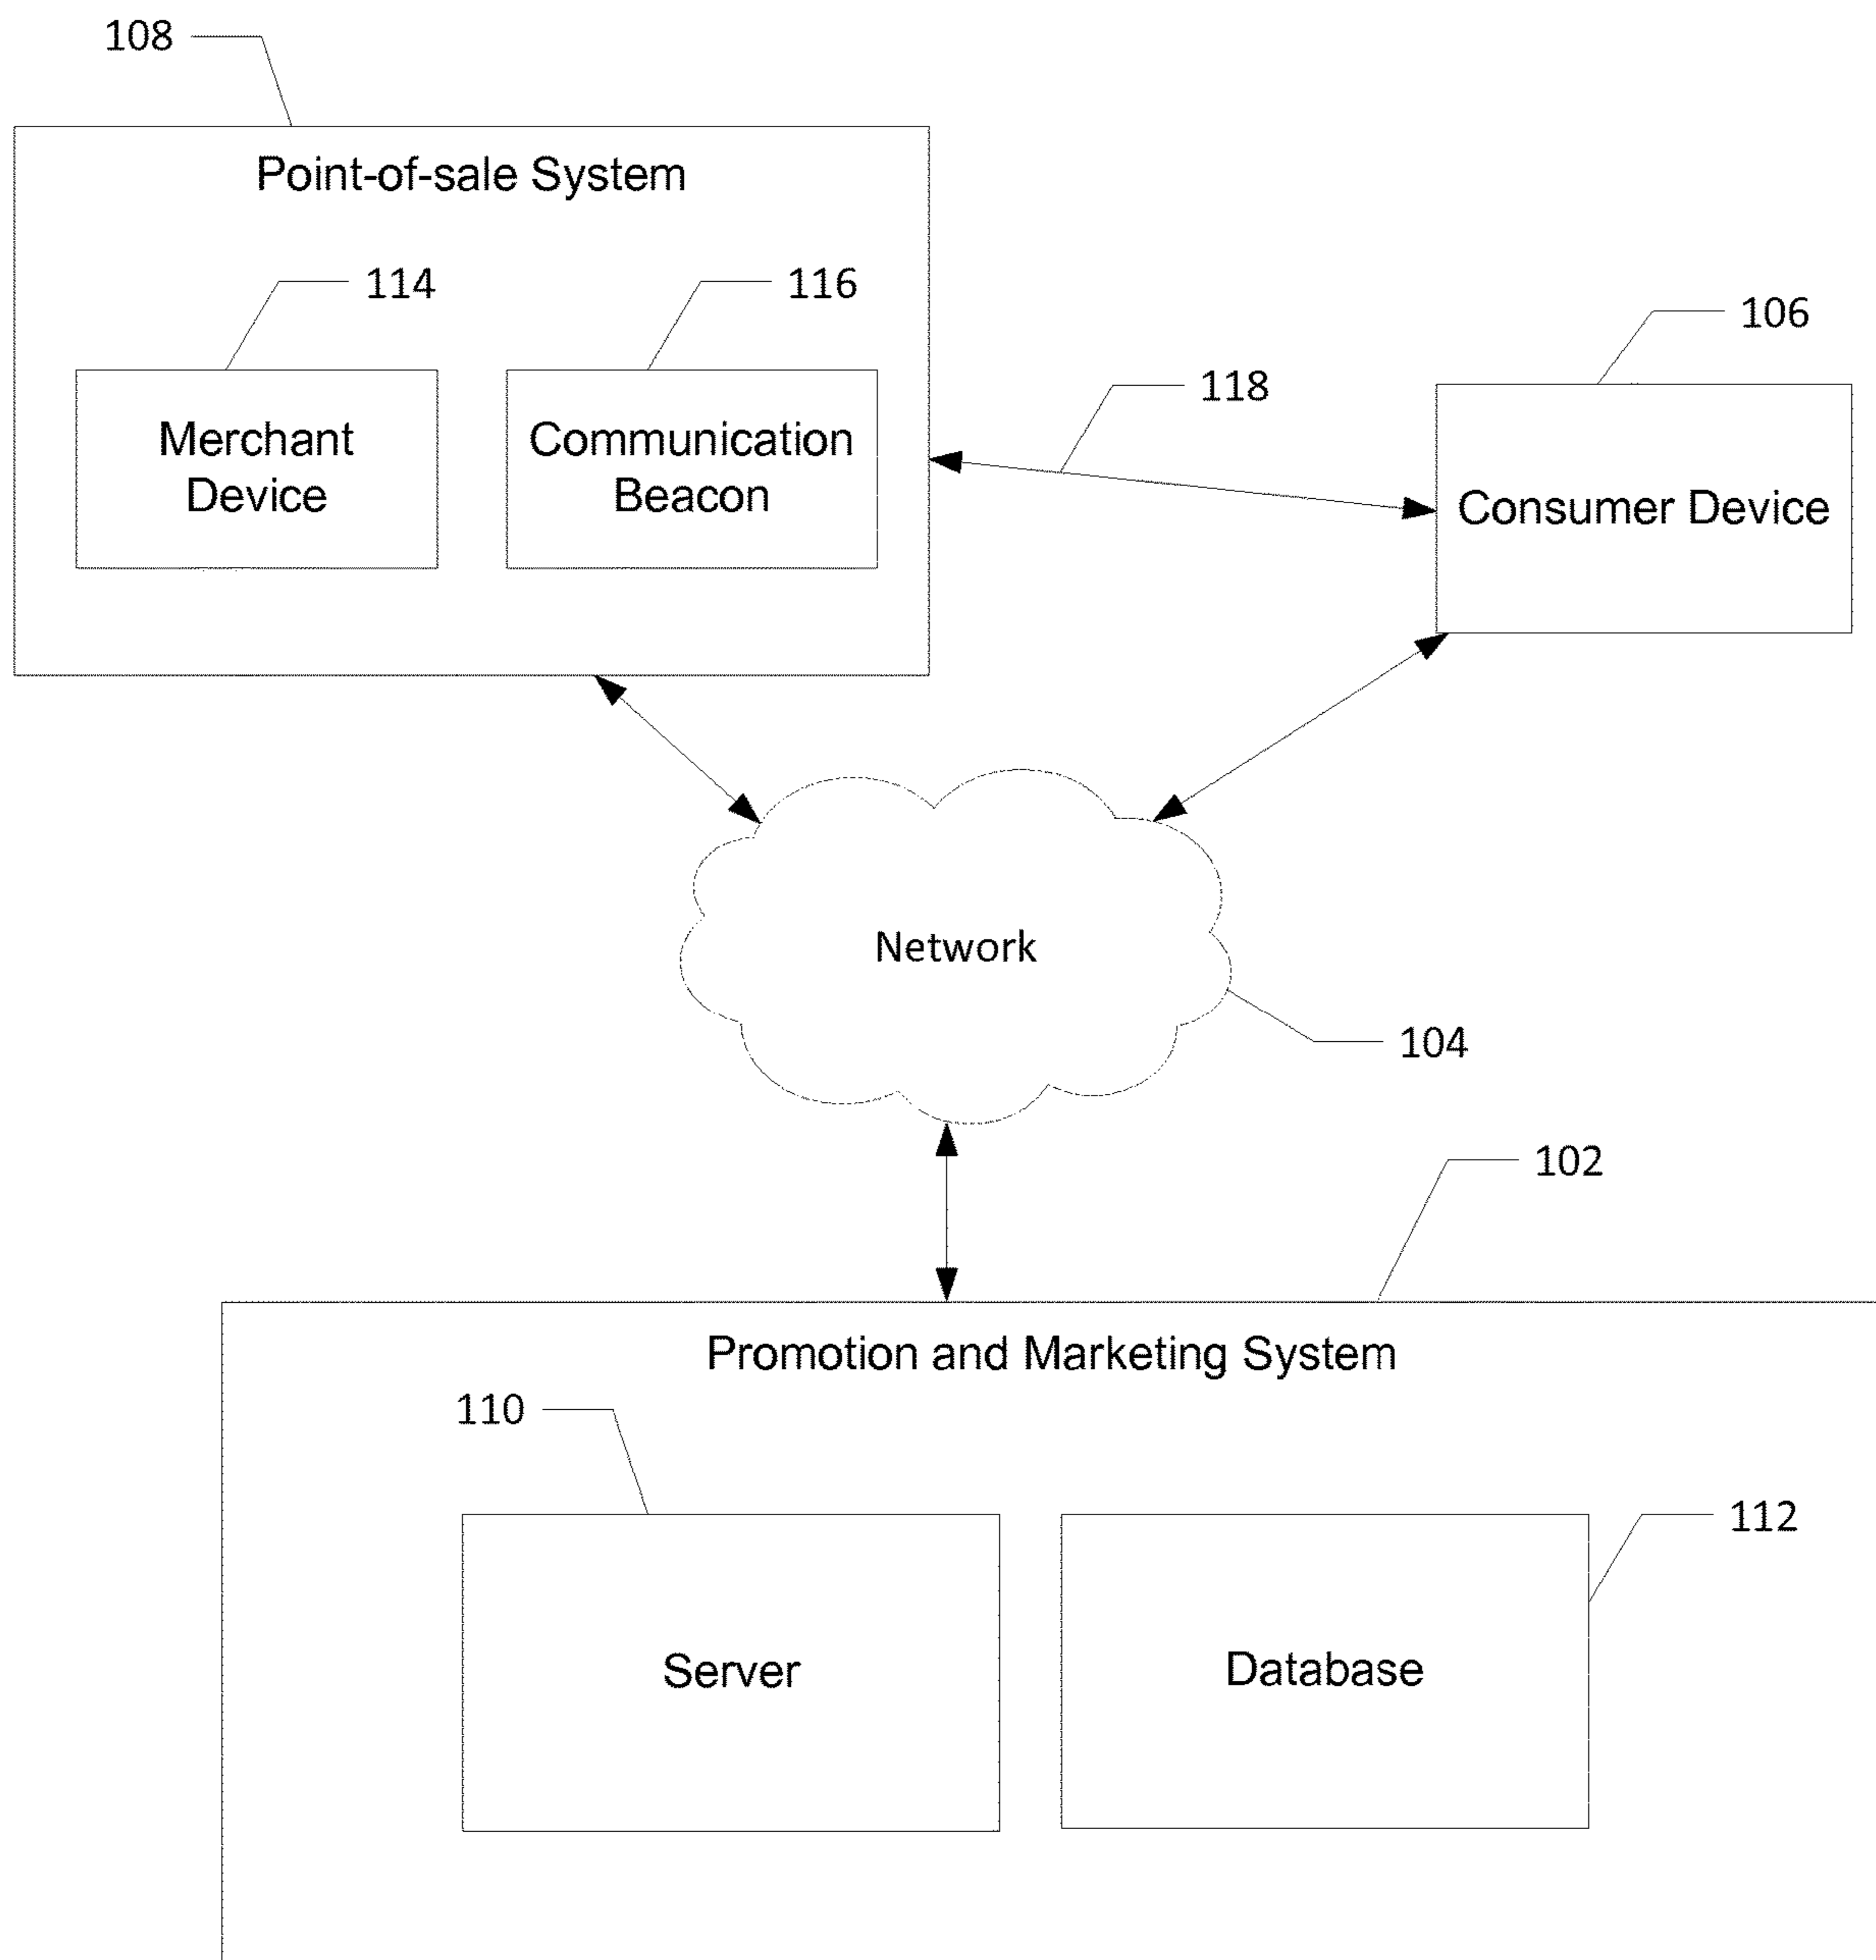 108
Point-of-sale System
114
116
106
118
Merchant
Device
Communication
Beacon
Consumer Device
Network
104
102
Promotion and Marketing System
110
112
Server
Database